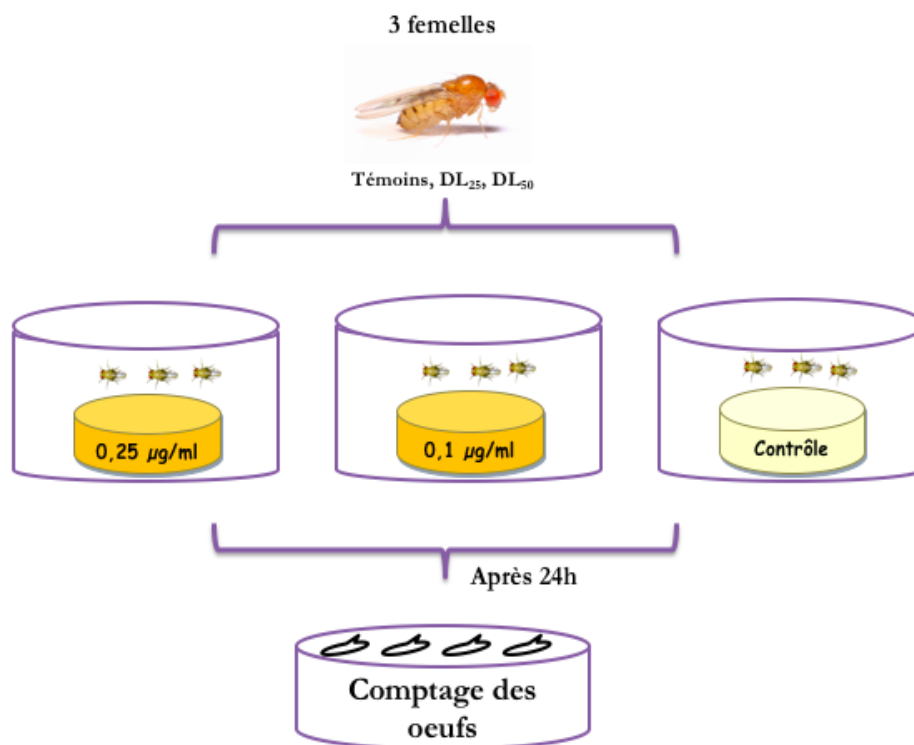 3 femelles
Témoins, DL₂₅, DL₅₀
0,25 µg/ml
0,1 µg/ml
Contrôle
Après 24h
Comptage des
oeufs